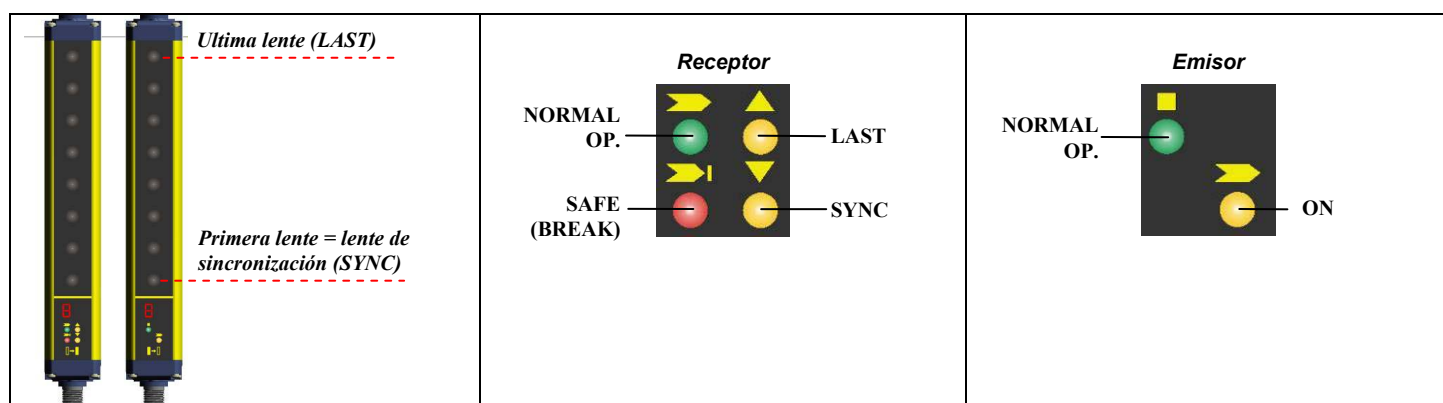 Ultima lente (LAST)
Primera lente = lente de
sincronización (SYNC)
Receptor
NORMAL
OP.
LAST
SAFE
(BREAK)
SYNC
Emisor
NORMAL
OP.
ON